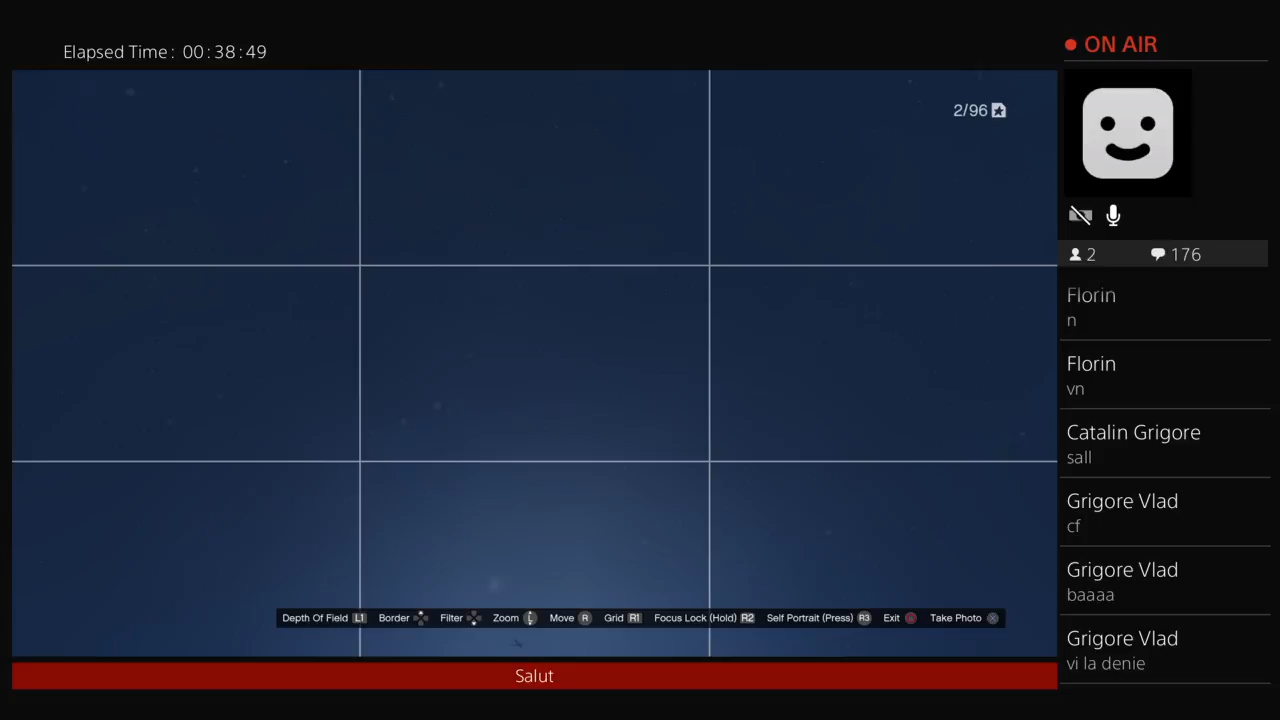 Elapsed Time: 00:38:49
ON AIR
2/96
2 176
Florin
n
Florin
vn
Catalin Grigore
sall
Grigore Vlad
cf
Grigore Vlad
baaaa
Grigore Vlad
vi la denie
Depth Of Field L1 Border Filter Zoom L Move R Grid R1 Focus Lock (Hold) R2 Self Portrait (Press) R3 Exit Take Photo
Salut